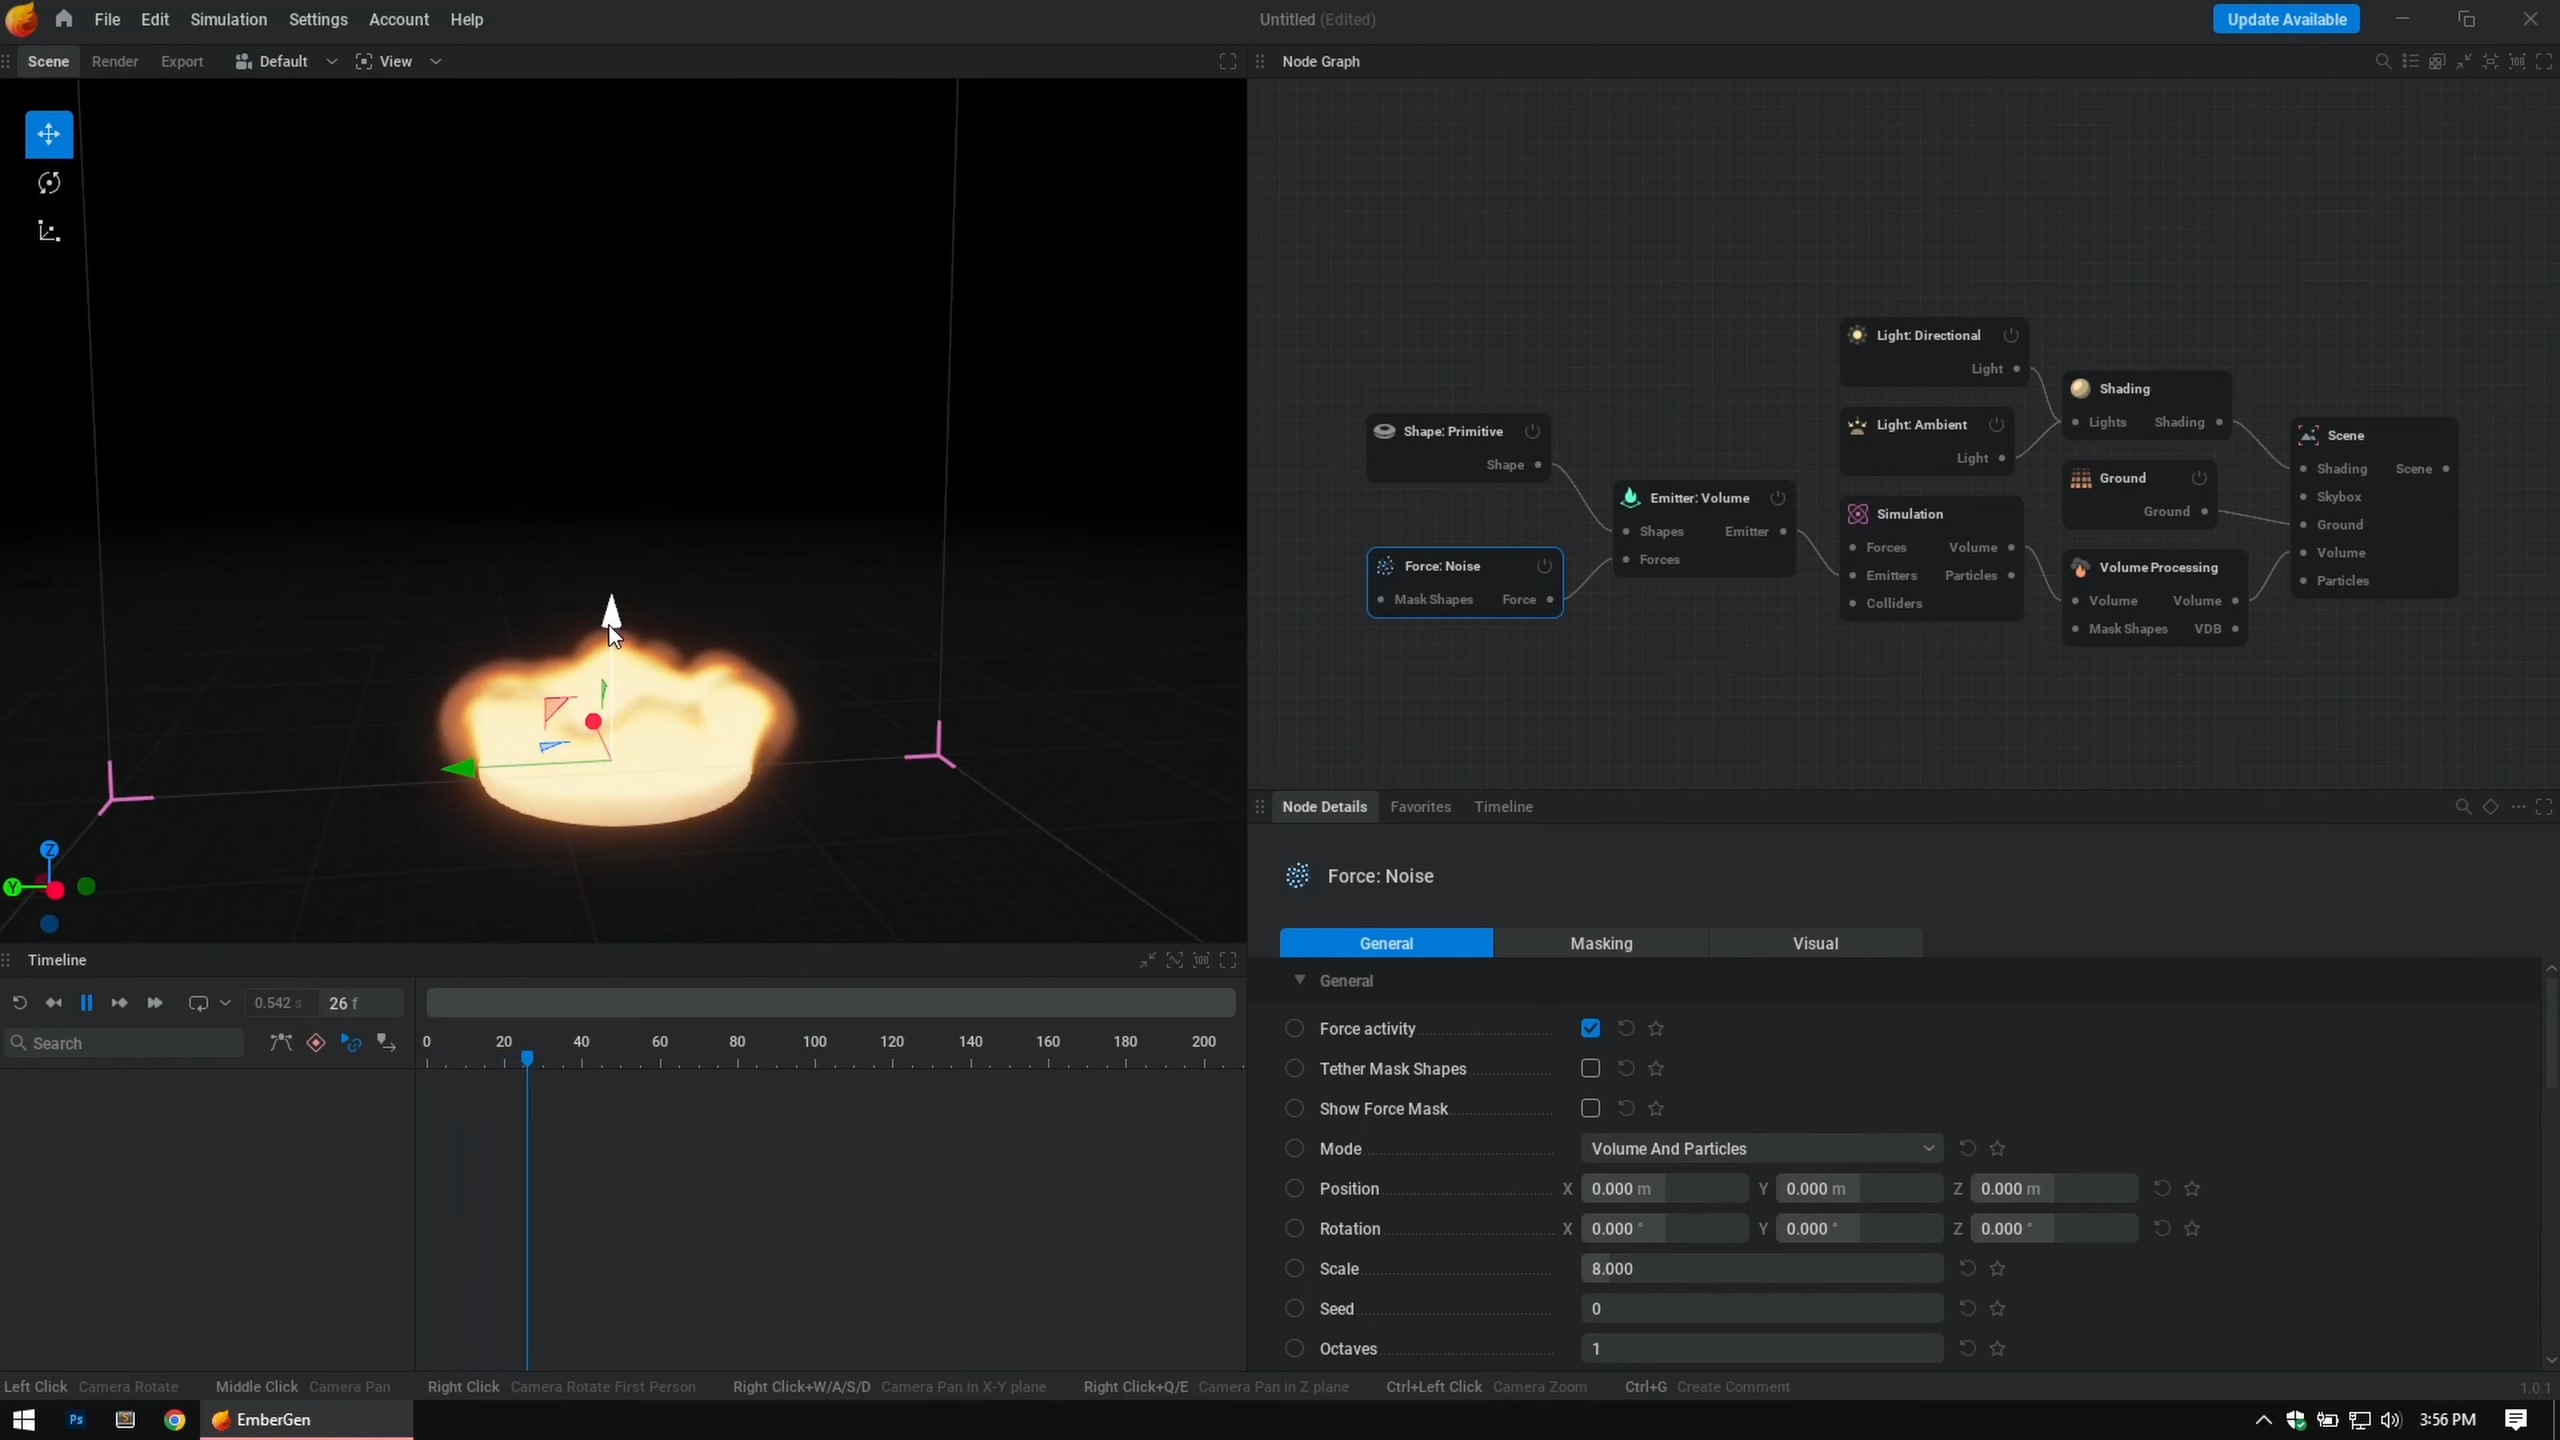 File Edit Simulation Settings Account Help
Untitled (Edited)
Update Available
Scene Render Export Default View
Node Graph
Light: Directional
Light
Shading
Lights Shading
Light: Ambient
Light
Shape: Primitive
Shape
Scene
Shading Scene
Skybox
Ground
Volume
Particles
Ground
Ground
Emitter: Volume
Shapes Emitter
Forces
Simulation
Forces Volume
Emitters Particles
Colliders
Force: Noise
Mask Shapes Force
Volume Processing
Volume Volume
Mask Shapes VDB
Z
Y
Node Details Favorites Timeline
Force: Noise
General Masking Visual
General
Force activity
Tether Mask Shapes
Show Force Mask
Mode Volume And Particles
Position X 0.000 m Y 0.000 m Z 0.000 m
Rotation X 0.000 ° Y 0.000 ° Z 0.000 °
Scale 8.000
Seed 0
Octaves 1
Timeline
100
0.542 s 26 f
Search
0 20 40 60 80 100 120 140 160 180 200
Left Click Camera Rotate Middle Click Camera Pan Right Click Camera Rotate First Person Right Click+W/A/S/D Camera Pan in X-Y plane Right Click+Q/E Camera Pan in Z plane Ctrl+Left Click Camera Zoom Ctrl+G Create Comment 1.0.1
Ps
S
EmberGen
3:56 PM